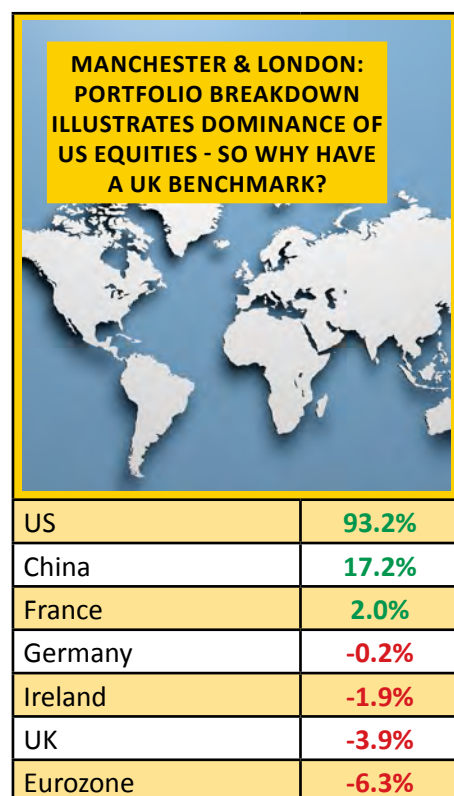 MANCHESTER & LONDON:
PORTFOLIO BREAKDOWN
ILLUSTRATES DOMINANCE OF
US EQUITIES - SO WHY HAVE
A UK BENCHMARK?
US 93.2%
China 17.2%
France 2.0%
Germany -0.2%
Ireland -1.9%
UK -3.9%
Eurozone -6.3%